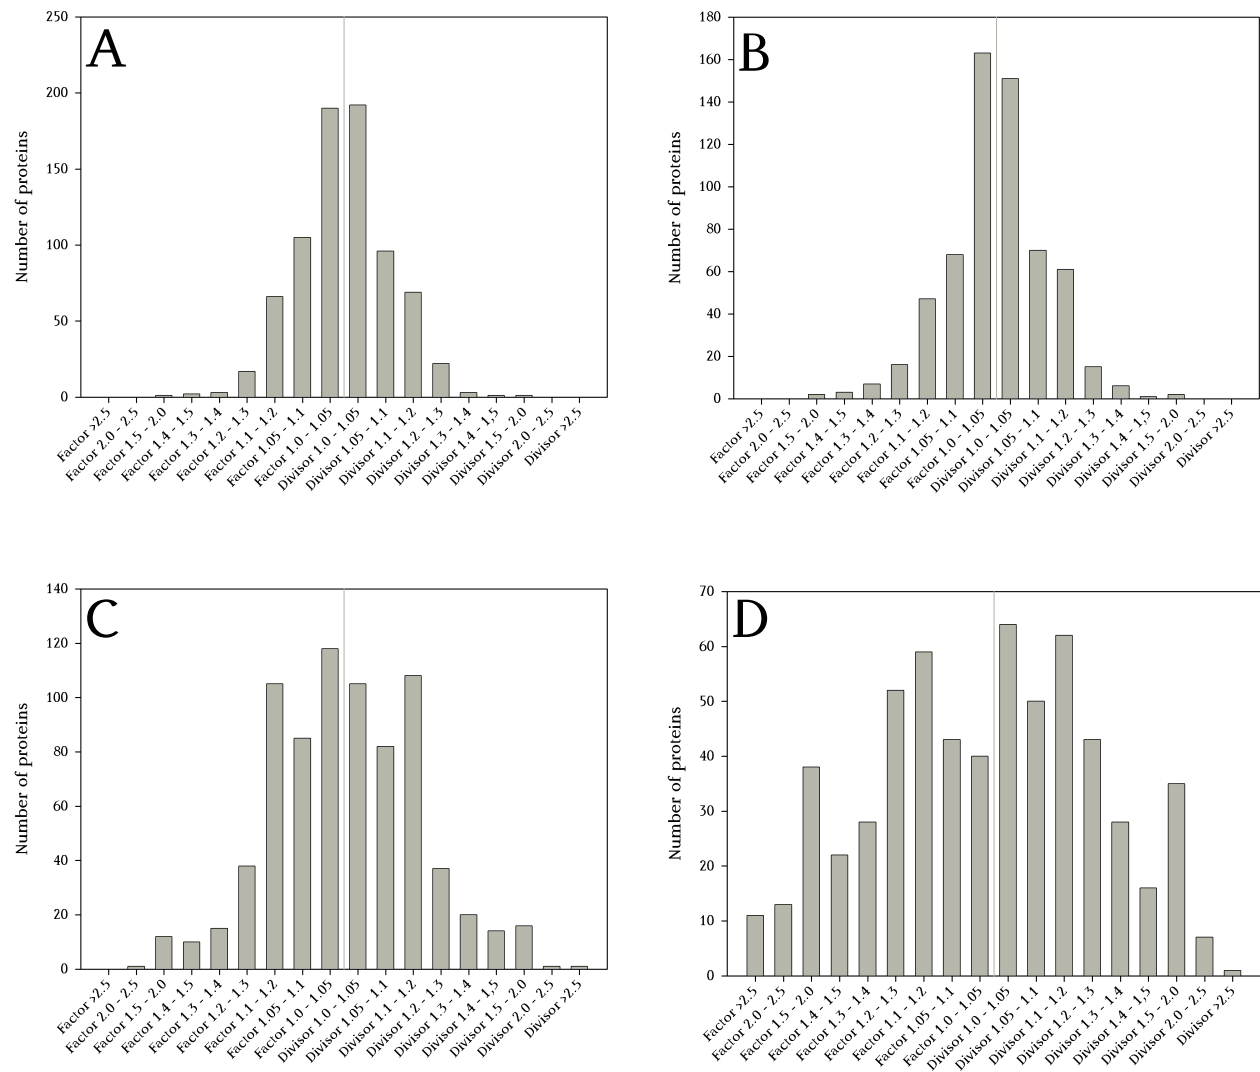 A
Number of proteins
250
200
150
100
50
0
Factor >2.5
Factor 2.0 - 2.5
Factor 1.5 - 2.0
Factor 1.4 - 1.5
Factor 1.3 - 1.4
Factor 1.2 - 1.3
Factor 1.1 - 1.2
Factor 1.05 - 1.1
Factor 1.0 - 1.05
Divisor 1.0 - 1.05
Divisor 1.05 - 1.1
Divisor 1.1 - 1.2
Divisor 1.2 - 1.3
Divisor 1.3 - 1.4
Divisor 1.4 - 1,5
Divisor 1.5 - 2.0
Divisor 2.0 - 2.5
Divisor >2.5
B
Number of proteins
180
160
140
120
100
80
60
40
20
0
Factor >2.5
Factor 2.0 - 2.5
Factor 1.5 - 2.0
Factor 1.4 - 1.5
Factor 1.3 - 1.4
Factor 1.2 - 1.3
Factor 1.1 - 1.2
Factor 1.05 - 1.1
Factor 1.0 - 1.05
Divisor 1.0 - 1.05
Divisor 1.05 - 1.1
Divisor 1.1 - 1.2
Divisor 1.2 - 1.3
Divisor 1.3 - 1.4
Divisor 1.4 - 1,5
Divisor 1.5 - 2.0
Divisor 2.0 - 2.5
Divisor >2.5
C
Number of proteins
140
120
100
80
60
40
20
0
Factor >2.5
Factor 2.0 - 2.5
Factor 1.5 - 2.0
Factor 1.4 - 1.5
Factor 1.3 - 1.4
Factor 1.2 - 1.3
Factor 1.1 - 1.2
Factor 1.05 - 1.1
Factor 1.0 - 1.05
Divisor 1.0 - 1.05
Divisor 1.05 - 1.1
Divisor 1.1 - 1.2
Divisor 1.2 - 1.3
Divisor 1.3 - 1.4
Divisor 1.4 - 1,5
Divisor 1.5 - 2.0
Divisor 2.0 - 2.5
Divisor >2.5
D
Number of proteins
70
60
50
40
30
20
10
0
Factor >2.5
Factor 2.0 - 2.5
Factor 1.5 - 2.0
Factor 1.4 - 1.5
Factor 1.3 - 1.4
Factor 1.2 - 1.3
Factor 1.1 - 1.2
Factor 1.05 - 1.1
Factor 1.0 - 1.05
Divisor 1.0 - 1.05
Divisor 1.05 - 1.1
Divisor 1.1 - 1.2
Divisor 1.2 - 1.3
Divisor 1.3 - 1.4
Divisor 1.4 - 1,5
Divisor 1.5 - 2.0
Divisor 2.0 - 2.5
Divisor >2.5